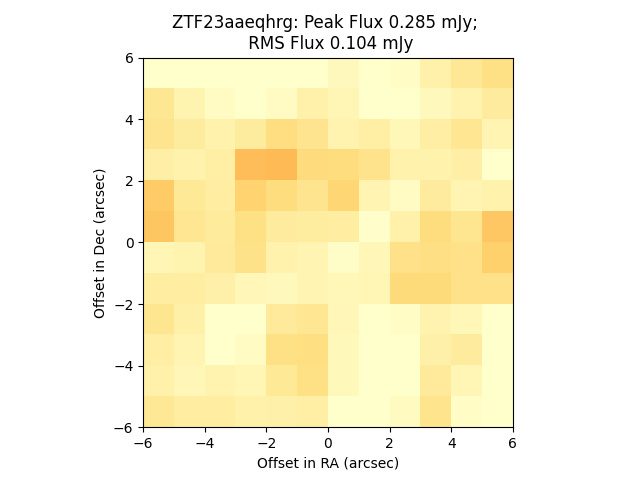 ZTF23aaeqhrg: Peak Flux 0.285 mJy;
RMS Flux 0.104 mJy
6
4
2
0
−2
−4
−6
Offset in Dec (arcsec)
−6 −4 −2 0 2 4 6
Offset in RA (arcsec)